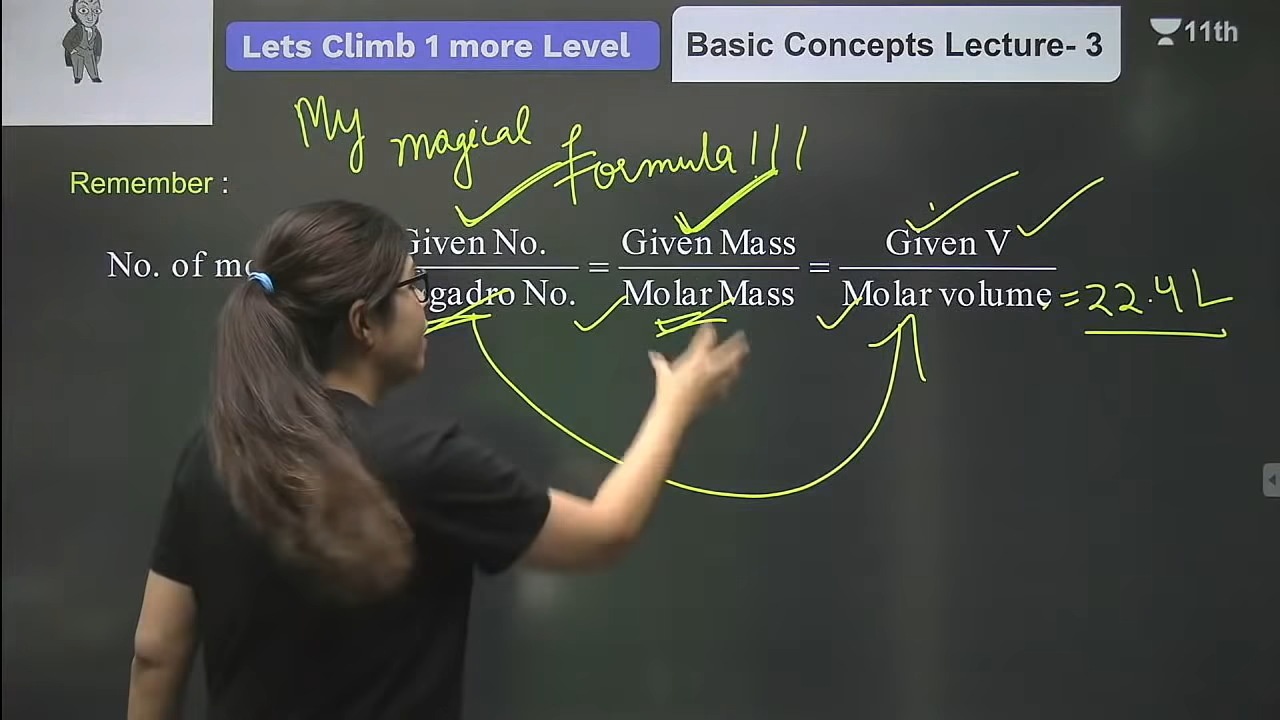 Lets Climb 1 more Level
Basic Concepts Lecture- 3
11th
My magical formula!!!
Remember :
No. of
Given No. = Given Mass = Given V
No. Molar Mass Molar volume = 22.4 L